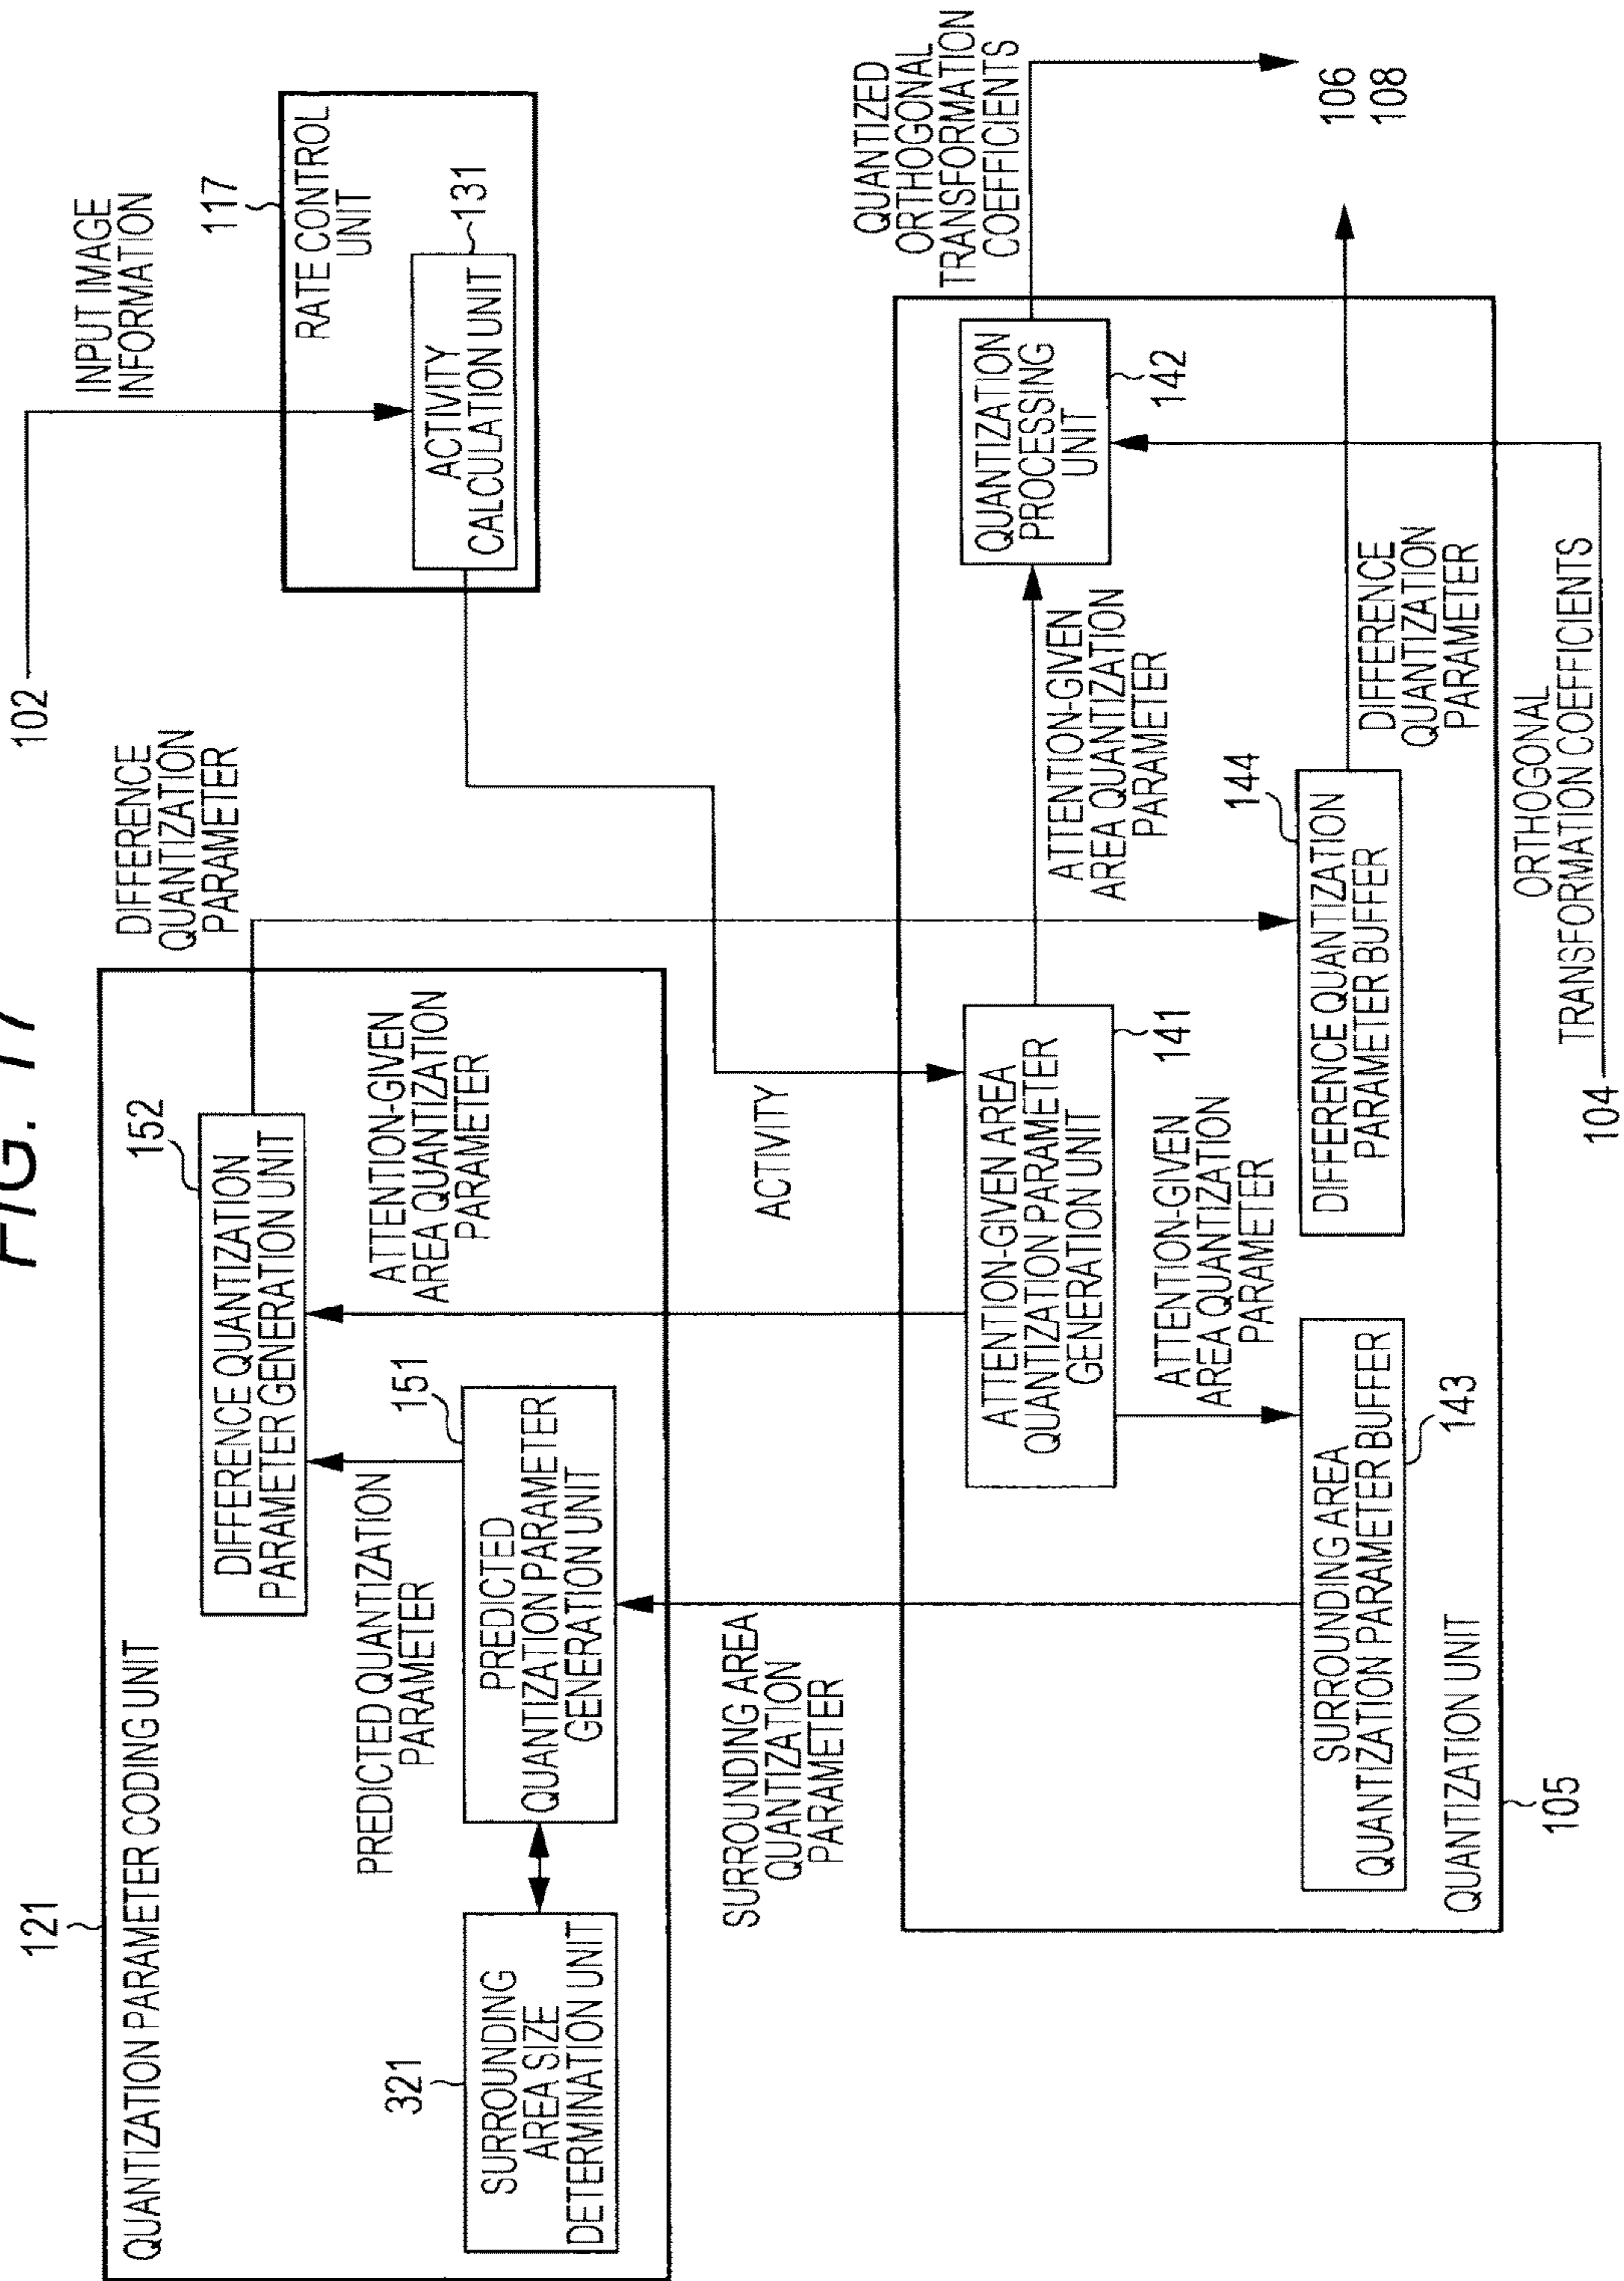 FIG. 17
121
QUANTIZATION PARAMETER CODING UNIT
152
DIFFERENCE QUANTIZATION
PARAMETER GENERATION UNIT
DIFFERENCE
QUANTIZATION
PARAMETER
102
INPUT IMAGE
INFORMATION
117
RATE CONTROL
UNIT
131
ACTIVITY
CALCULATION UNIT
PREDICTED QUANTIZATION
PARAMETER
ATTENTION-GIVEN
AREA QUANTIZATION
PARAMETER
321
SURROUNDING
AREA SIZE
DETERMINATION UNIT
151
PREDICTED
QUANTIZATION PARAMETER
GENERATION UNIT
SURROUNDING AREA
QUANTIZATION
PARAMETER
ACTIVITY
QUANTIZED
ORTHOGONAL
TRANSFORMATION
COEFFICIENTS
ATTENTION-GIVEN AREA
QUANTIZATION PARAMETER
GENERATION UNIT
141
ATTENTION-GIVEN
AREA QUANTIZATION
PARAMETER
QUANTIZATION
PROCESSING
UNIT
142
ATTENTION-GIVEN
AREA QUANTIZATION
PARAMETER
SURROUNDING AREA
QUANTIZATION PARAMETER BUFFER
143
144
DIFFERENCE QUANTIZATION
PARAMETER BUFFER
DIFFERENCE
QUANTIZATION
PARAMETER
106
108
QUANTIZATION UNIT
105
104
ORTHOGONAL
TRANSFORMATION COEFFICIENTS